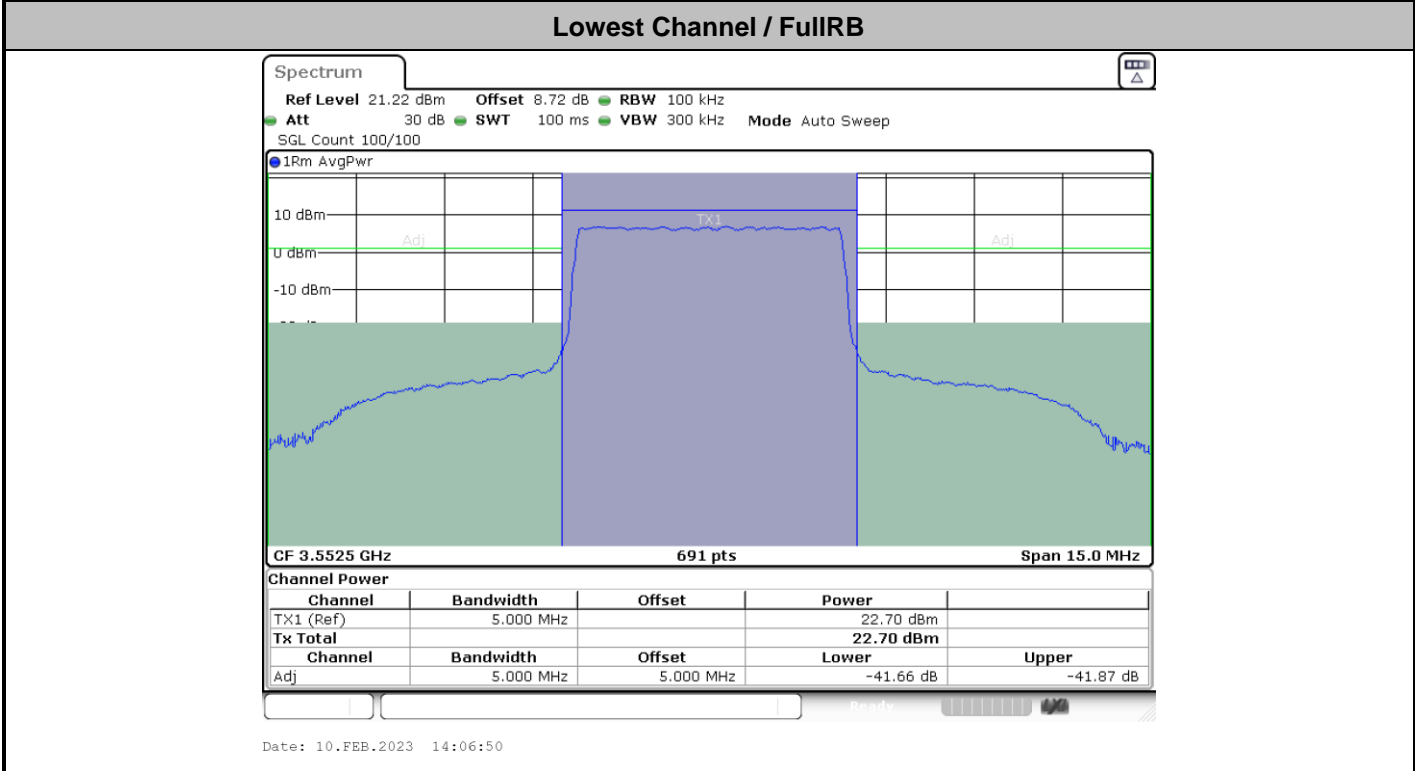 Lowest Channel / FullRB
Spectrum
Ref Level 21.22 dBm Offset 8.72 dB RBW 100 kHz
Att 30 dB SWT 100 ms VBW 300 kHz Mode Auto Sweep
SGL Count 100/100
1Rm AvgPwr
10 dBm
TX1
Adj
Adj
0 dBm
-10 dBm
CF 3.5525 GHz 691 pts Span 15.0 MHz
Channel Power
Channel Bandwidth Offset Power
TX1 (Ref) 5.000 MHz 22.70 dBm
Tx Total 22.70 dBm
Channel Bandwidth Offset Lower Upper
Adj 5.000 MHz 5.000 MHz -41.66 dB -41.87 dB
Ready
Date: 10.FEB.2023 14:06:50